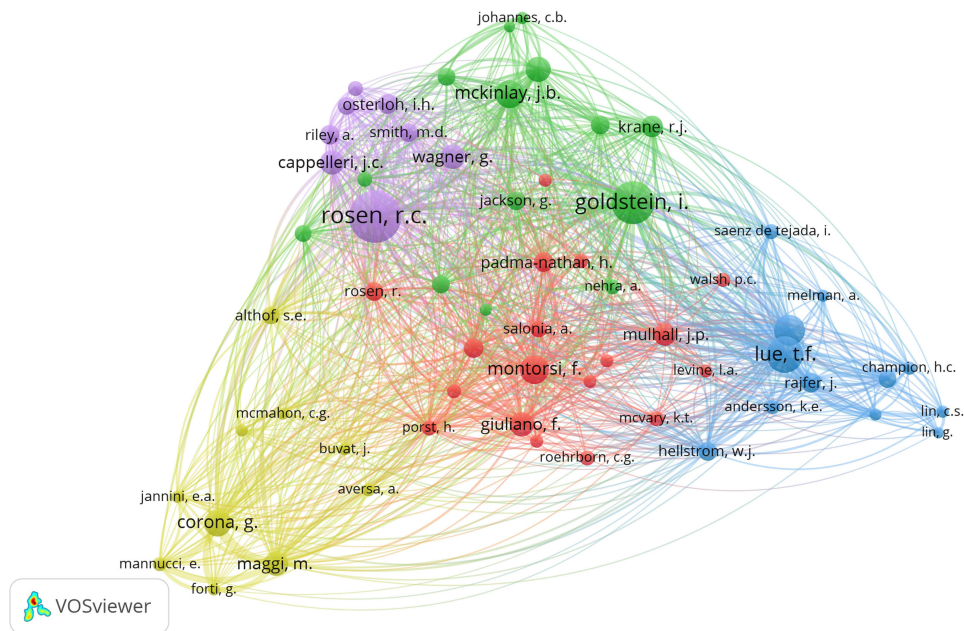 johannes, c.b.
mckinlay, j.b.
osterloh, i.h.
riley, a.
smith, m.d.
krane, r.j.
cappelleri, j.c.
wagner, g.
jackson, g.
goldstein, i.
rosen, r.c.
saenz de tejada, i.
padma-nathan, h.
walsh, p.c.
nehra, a.
rosen, r.
melman, a.
althof, s.e.
salonia, a.
mulhall, j.p.
lue, t.f.
montorsi, f.
levine, l.a.
champion, h.c.
rajfer, j.
andersson, k.e.
lin, c.s.
mcmahon, c.g.
mcvary, k.t.
porst, h.
giuliano, f.
lin, g.
buvat, j.
roehrborn, c.g.
hellstrom, w.j.
aversa, a.
jannini, e.a.
corona, g.
mannucci, e.
maggi, m.
forti, g.
VOSviewer